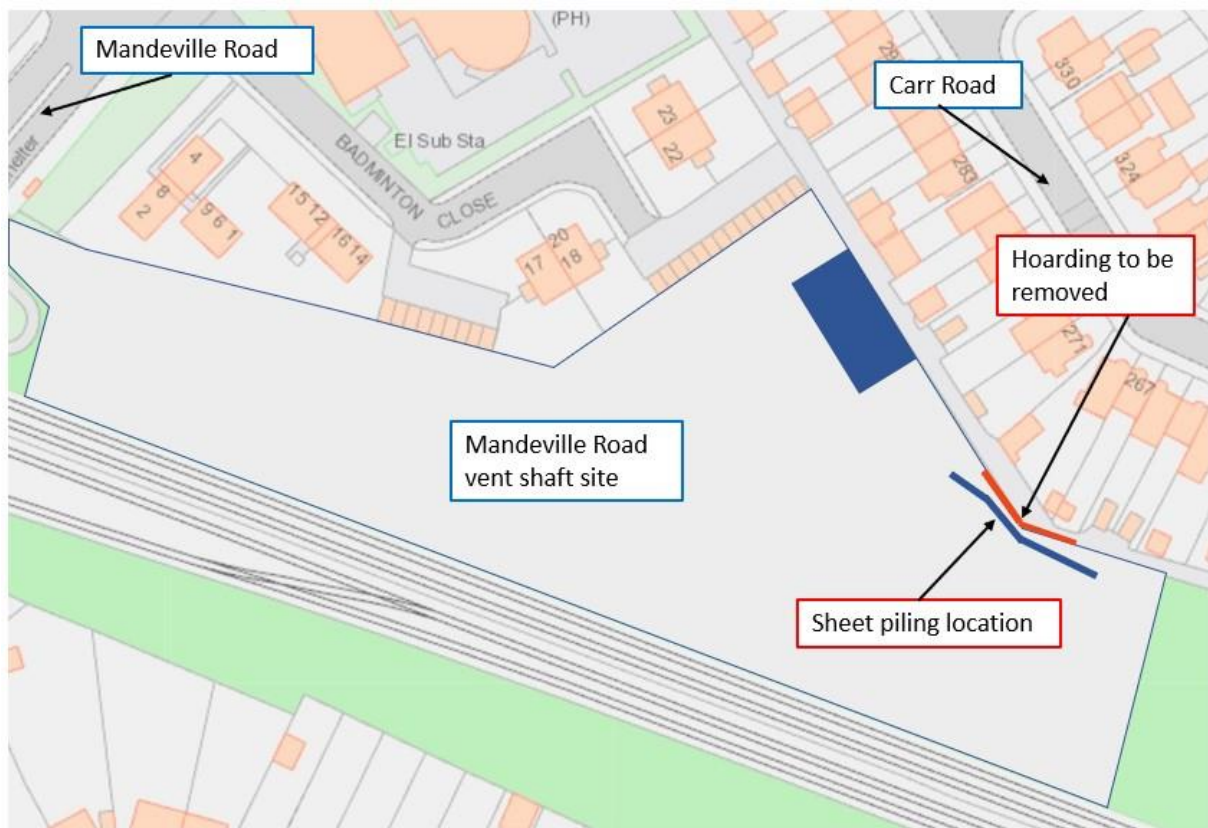 (PH)
Mandeville Road
Carr Road
330
El Sub Sta
23
22
BADMINTON
CLOSE
283
324
4
8
2
9 6 1
15 12
16 14
20
17 18
Hoarding to be
removed
271
267
Mandeville Road
vent shaft site
Sheet piling location